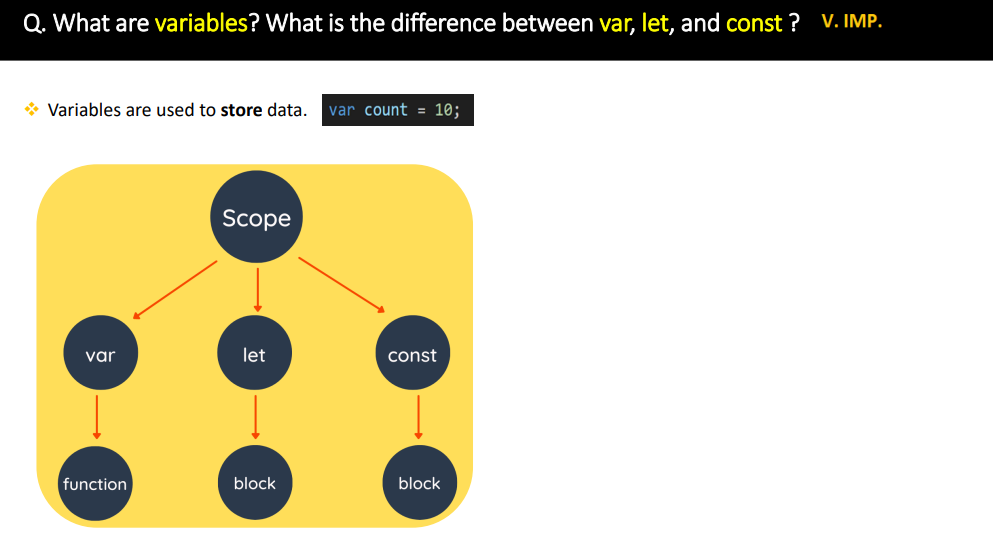 Q. What are variables? What is the difference between var, let, and const ? V. IMP.
Variables are used to store data. var count = 10;
Scope
var let const
function block block